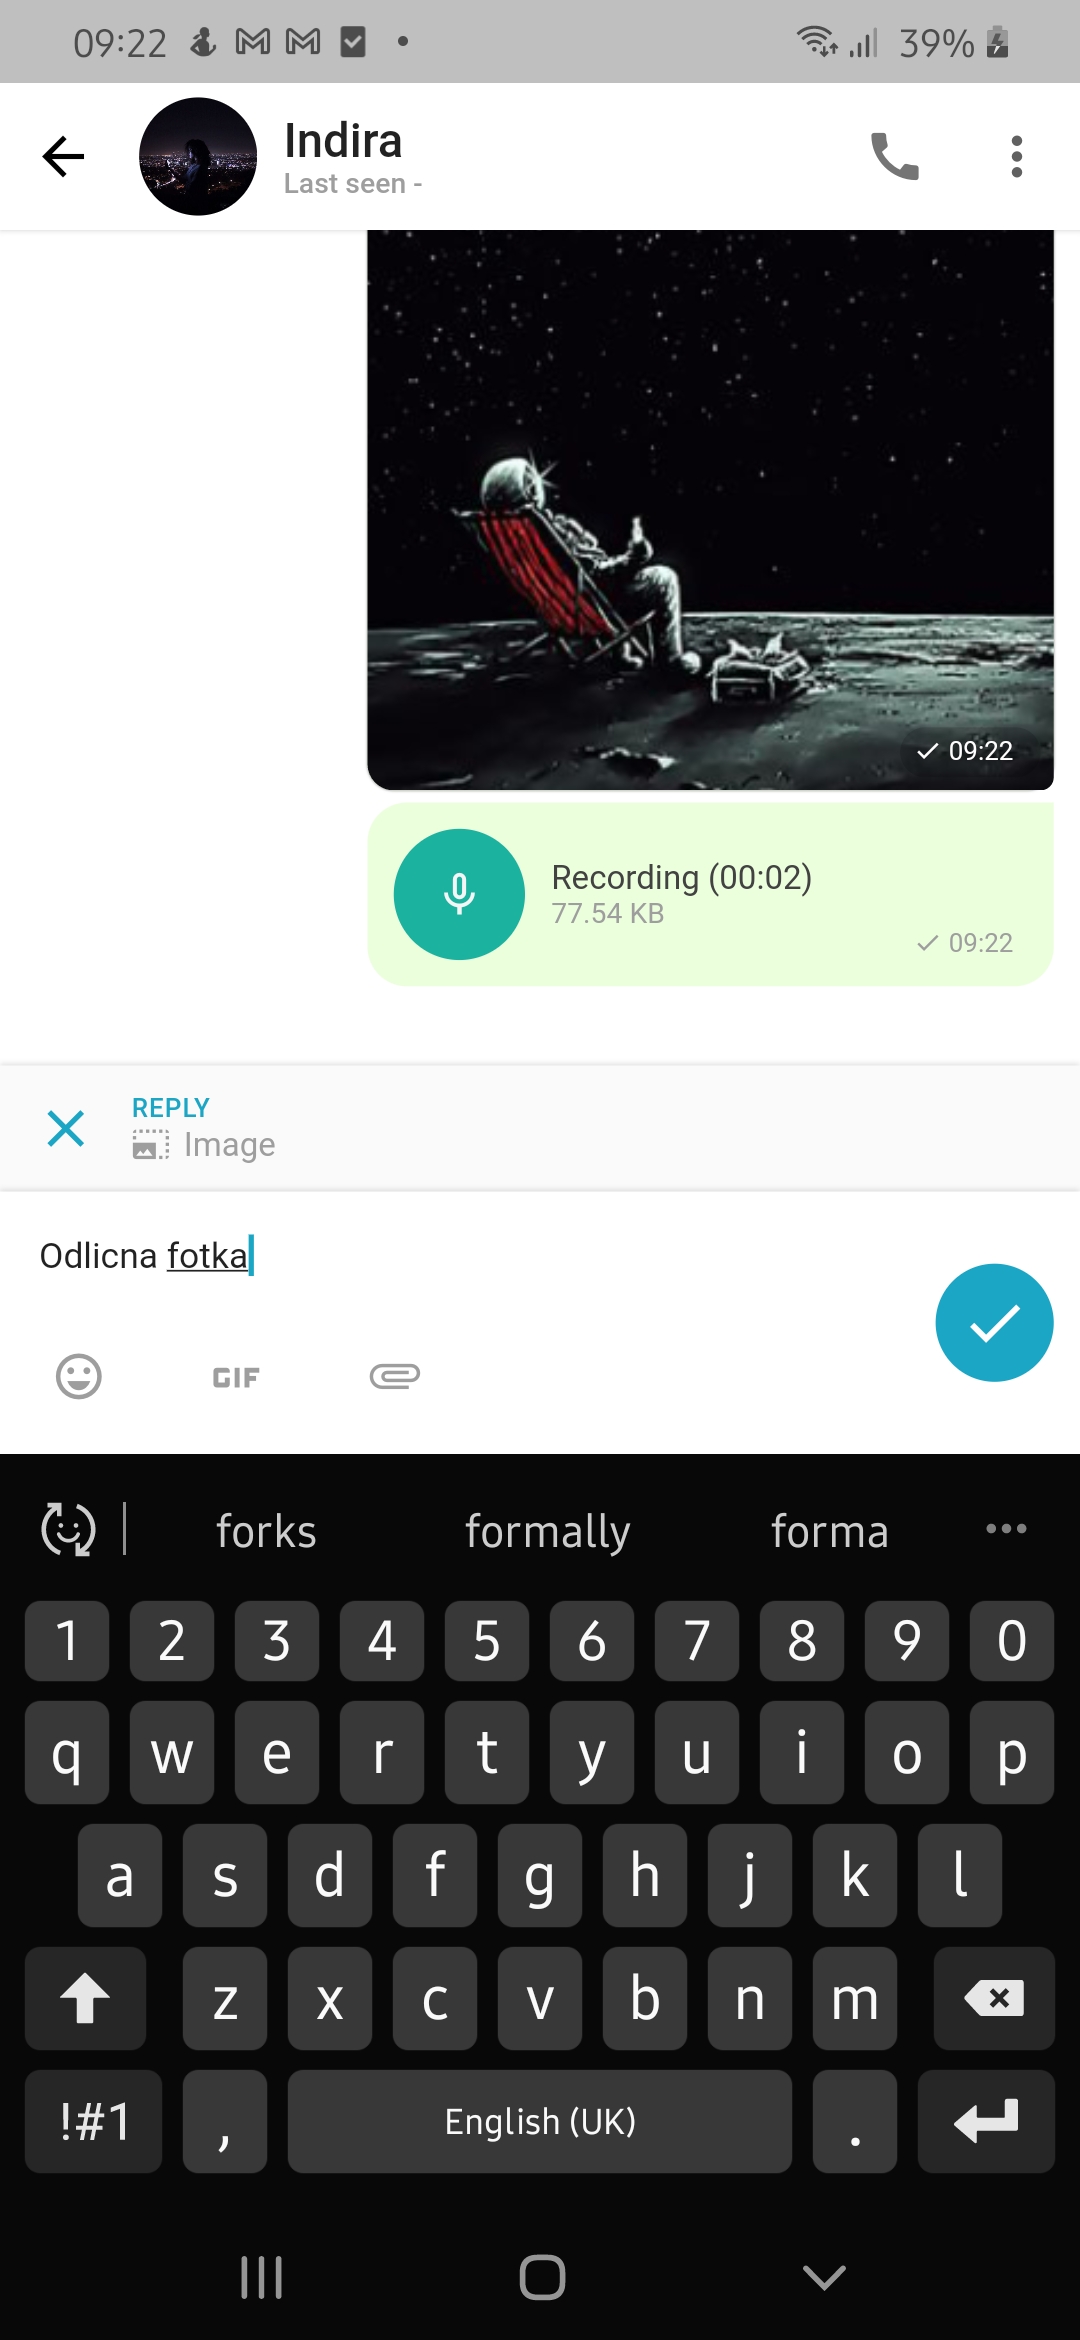 09:22
39%
Indira
Last seen -
09:22
Recording (00:02)
77.54 KB
09:22
REPLY
Image
Odlicna fotka
GIF
forks formally forma
1 2 3 4 5 6 7 8 9 0
q w e r t y u i o p
a s d f g h j k l
z x c v b n m
!#1 , English (UK) .